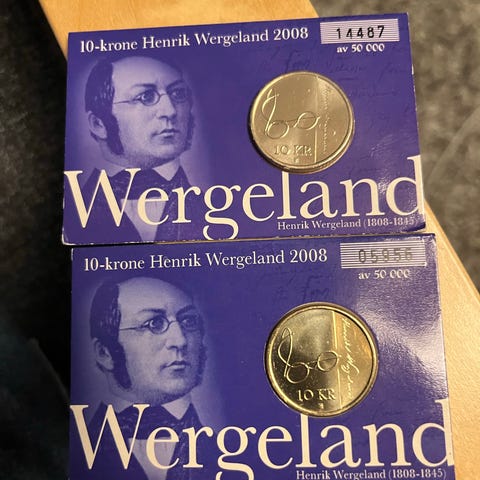 10-krone Henrik Wergeland 2008
14487
av 50 000
10 KR
Wergeland
Henrik Wergeland (1808-1845)
10-krone Henrik Wergeland 2008
05956
av 50 000
10 KR
Wergeland
Henrik Wergeland (1808-1845)